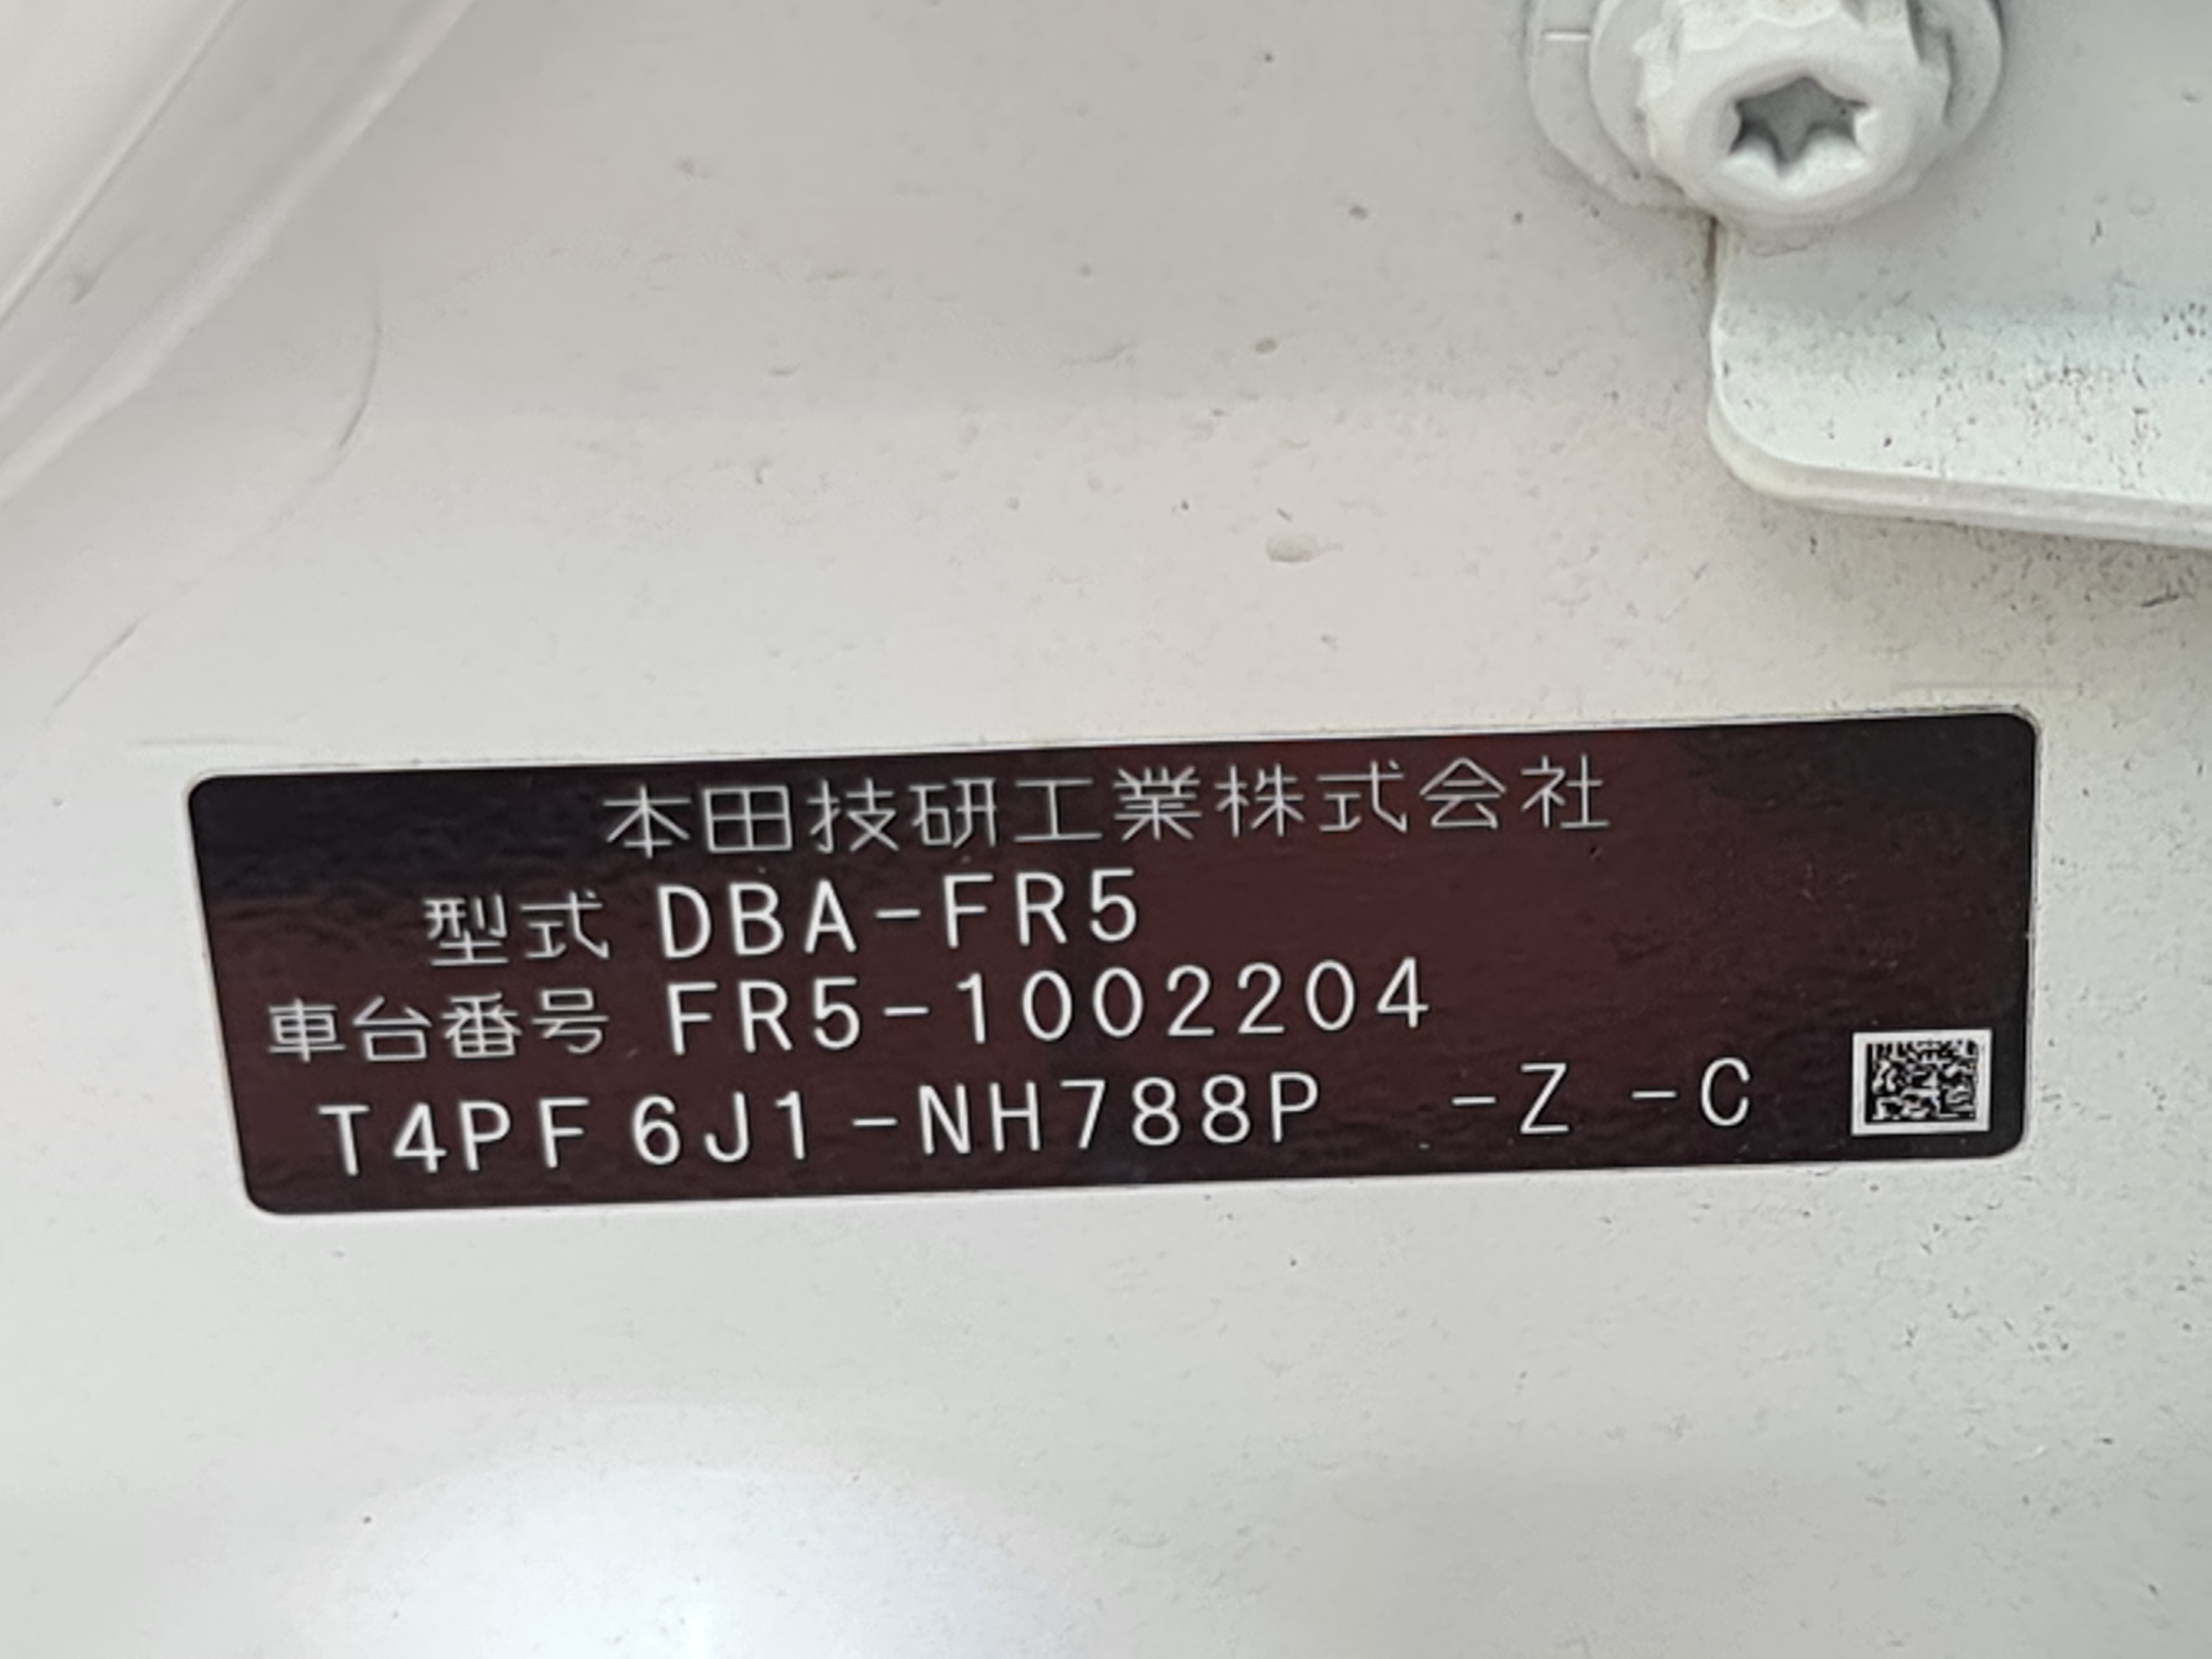 本田技研工業株式会社
型式 DBA-FR5
車台番号 FR5-1002204
T4PF6J1-NH788P -Z -C